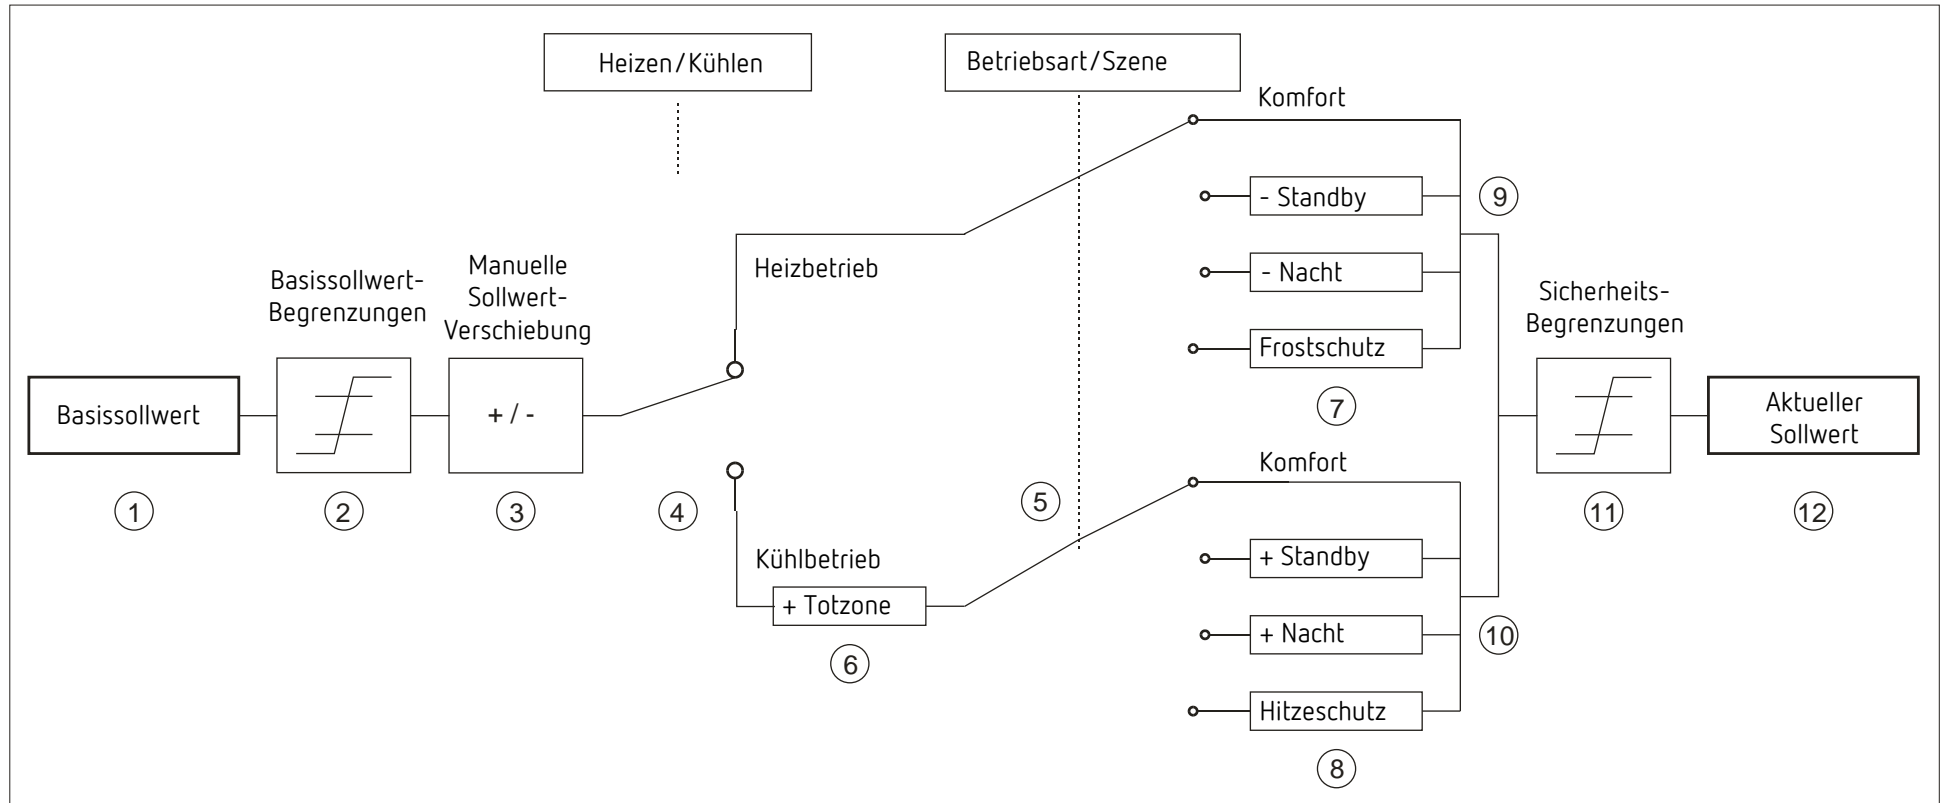 Heizen/Kühlen
Betriebsart/Szene
Komfort
- Standby
9
- Nacht
Heizbetrieb
Frostschutz
7
Basissollwert-
Begrenzungen
Manuelle
Sollwert-
Verschiebung
Sicherheits-
Begrenzungen
Basissollwert
+ / -
Aktueller
Sollwert
1
2
3
4
5
11
12
Komfort
Kühlbetrieb
+ Totzone
6
+ Standby
+ Nacht
10
Hitzeschutz
8